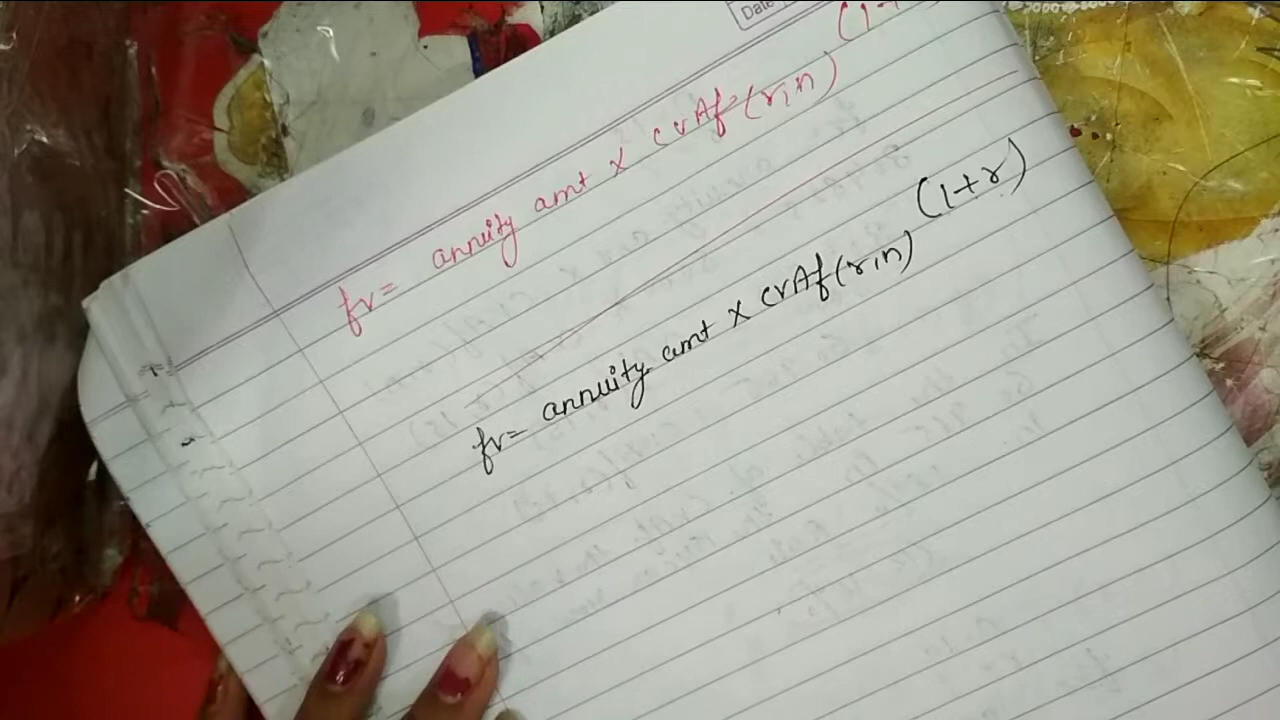 Date
fv= annuity amt x cvAf(r,n) (1+
fv= annuity amt x cvAf(r,n) (1+r)